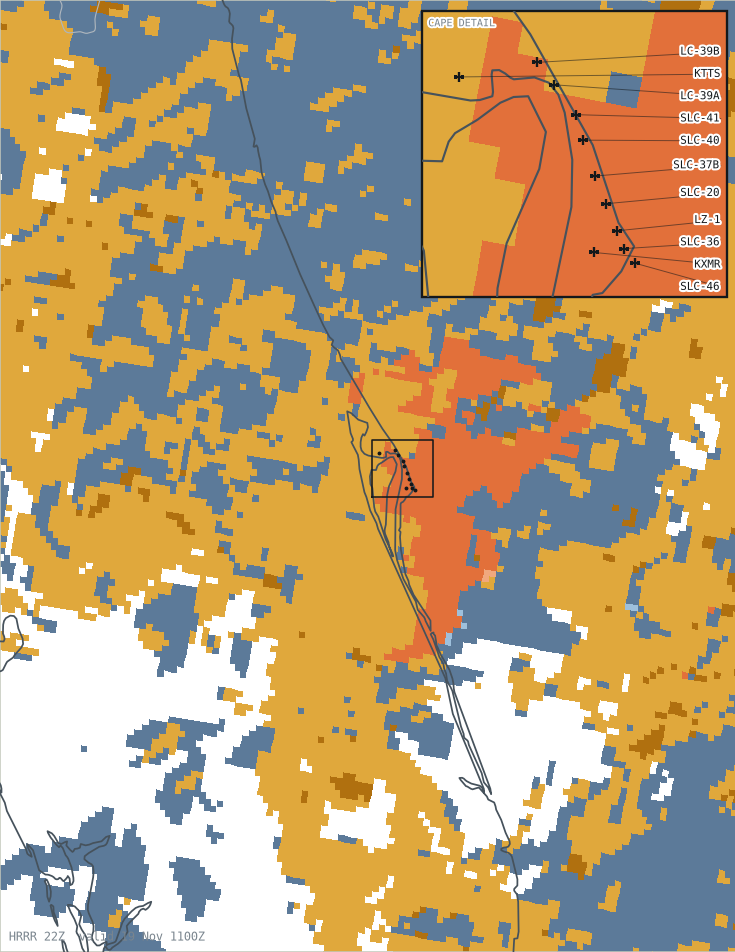 CAPE DETAIL
LC-39B
KTTS
LC-39A
SLC-41
SLC-40
SLC-37B
SLC-20
LZ-1
SLC-36
KXMR
SLC-46
HRRR 22Z Nov 1100Z